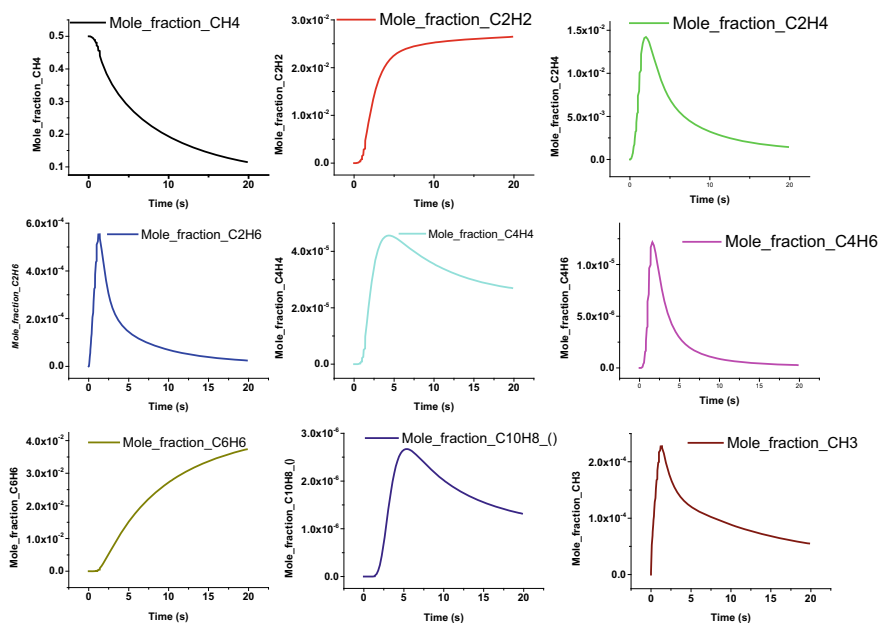 Mole_fraction_CH4
0.5
0.4
0.3
0.2
0.1
Mole_fraction_CH4
0
10
20
Time (s)
Mole_fraction_C2H2
3.0x10⁻²
2.0x10⁻²
1.0x10⁻²
0.0
Mole_fraction_C2H2
0
5
10
15
20
Time (s)
Mole_fraction_C2H4
1.5x10⁻²
1.0x10⁻²
5.0x10⁻³
0.0
Mole_fraction_C2H4
0
10
20
Time (s)
Mole_fraction_C2H6
6.0x10⁻⁴
4.0x10⁻⁴
2.0x10⁻⁴
0.0
Mole_fraction_C2H6
0
5
10
15
20
Time (s)
Mole_fraction_C4H4
4.0x10⁻⁵
2.0x10⁻⁵
0.0
Mole_fraction_C4H4
0
5
10
15
20
Time (s)
Mole_fraction_C4H6
1.0x10⁻⁵
5.0x10⁻⁶
0.0
Mole_fraction_C4H6
0
5
10
15
20
Time (s)
Mole_fraction_C6H6
4.0x10⁻²
3.0x10⁻²
2.0x10⁻²
1.0x10⁻²
0.0
Mole_fraction_C6H6
0
5
10
15
20
Time (s)
Mole_fraction_C10H8_()
3.0x10⁻⁶
2.0x10⁻⁶
1.0x10⁻⁶
0.0
Mole_fraction_C10H8_()
0
5
10
15
20
Time (s)
Mole_fraction_CH3
2.0x10⁻⁴
1.0x10⁻⁴
0.0
Mole_fraction_CH3
0
5
10
15
20
Time (s)